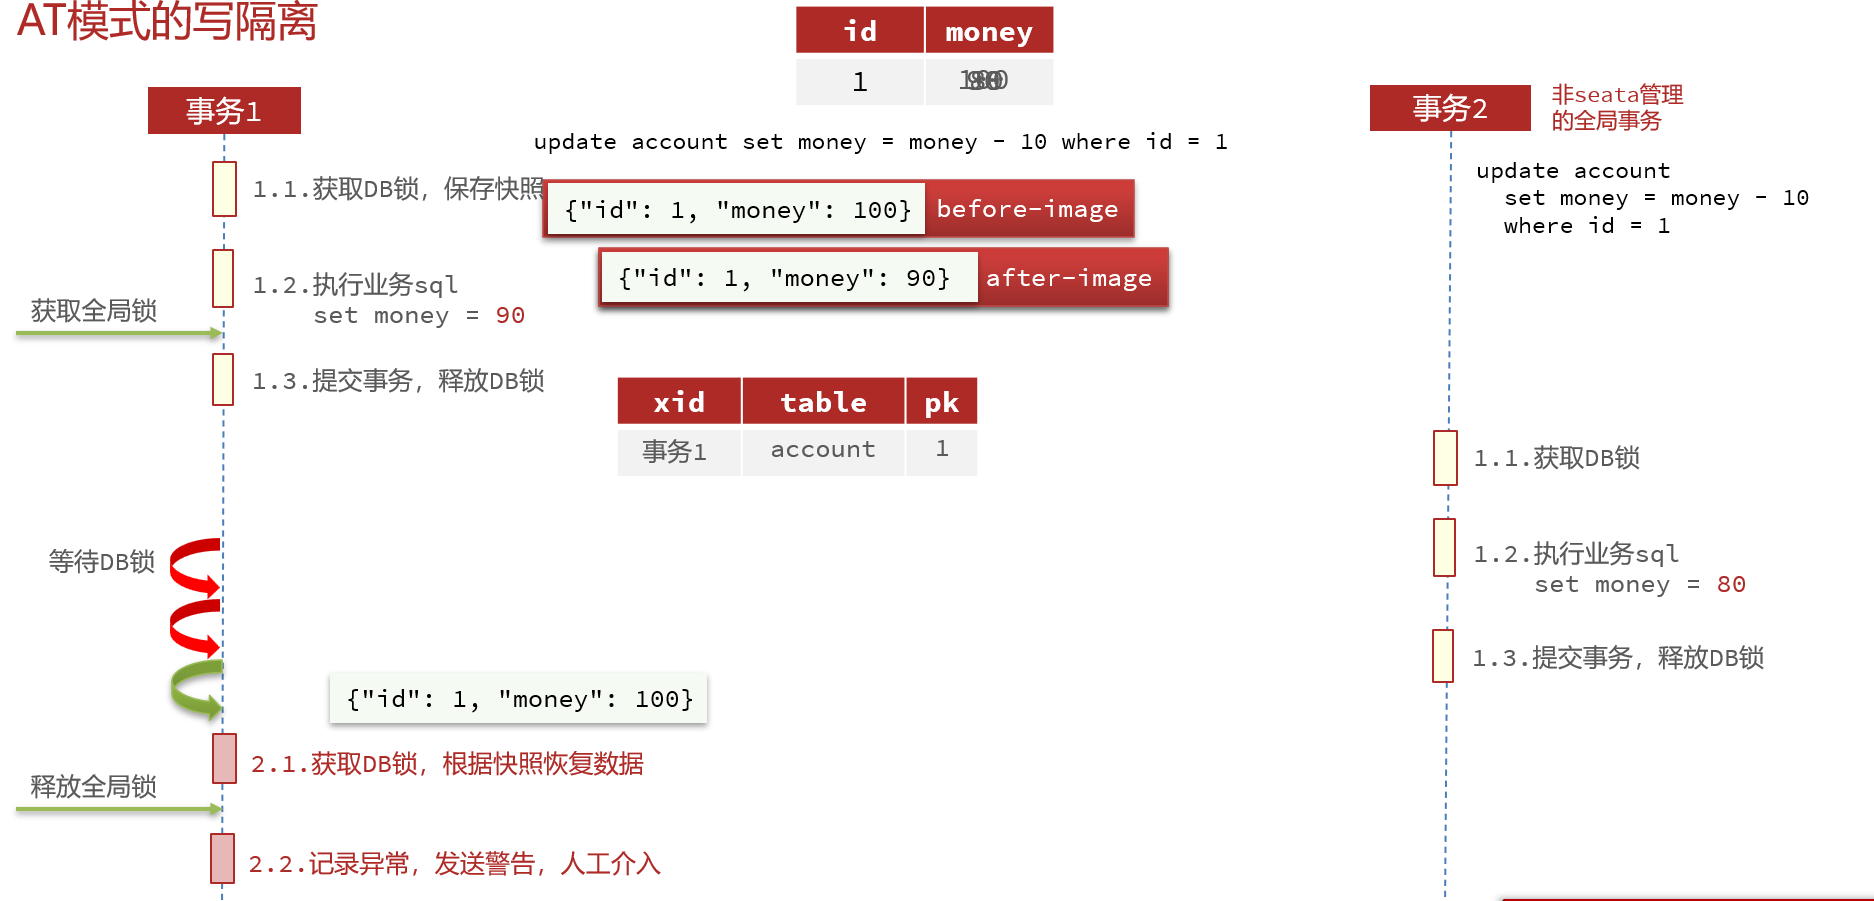 AT模式的写隔离
id money
1
事务1
事务2
非seata管理
的全局事务
update account set money = money - 10 where id = 1
update account
set money = money - 10
where id = 1
1.1.获取DB锁，保存快照
{"id": 1, "money": 100} before-image
1.2.执行业务sql
set money = 90
{"id": 1, "money": 90} after-image
获取全局锁
1.3.提交事务，释放DB锁
xid table pk
事务1 account 1
1.1.获取DB锁
等待DB锁
1.2.执行业务sql
set money = 80
1.3.提交事务，释放DB锁
{"id": 1, "money": 100}
2.1.获取DB锁，根据快照恢复数据
释放全局锁
2.2.记录异常，发送警告，人工介入